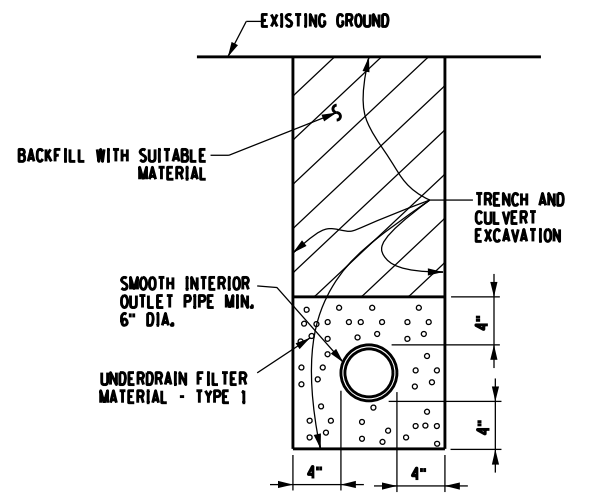 EXISTING GROUND
BACKFILL WITH SUITABLE
MATERIAL
TRENCH AND
CULVERT
EXCAVATION
SMOOTH INTERIOR
OUTLET PIPE MIN.
6" DIA.
4"
UNDERDRAIN FILTER
MATERIAL - TYPE 1
4"
4"
4"